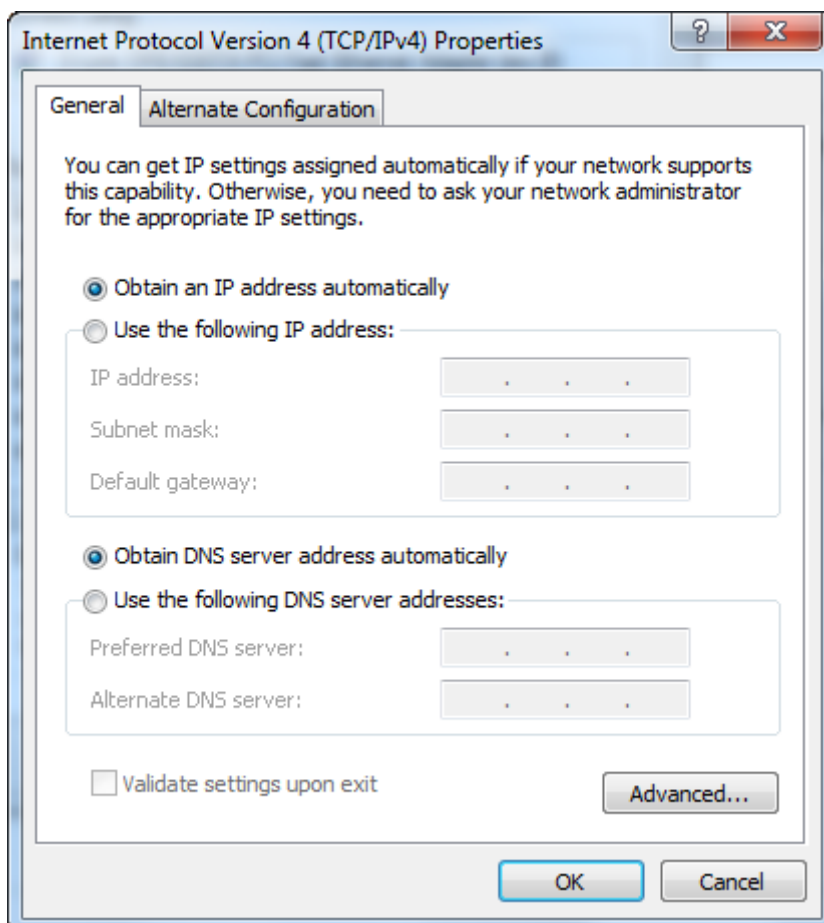 Internet Protocol Version 4 (TCP/IPv4) Properties
General
Alternate Configuration
You can get IP settings assigned automatically if your network supports
this capability. Otherwise, you need to ask your network administrator
for the appropriate IP settings.
Obtain an IP address automatically
Use the following IP address:
IP address: . . .
Subnet mask: . . .
Default gateway: . . .
Obtain DNS server address automatically
Use the following DNS server addresses:
Preferred DNS server: . . .
Alternate DNS server: . . .
Validate settings upon exit
Advanced...
OK
Cancel